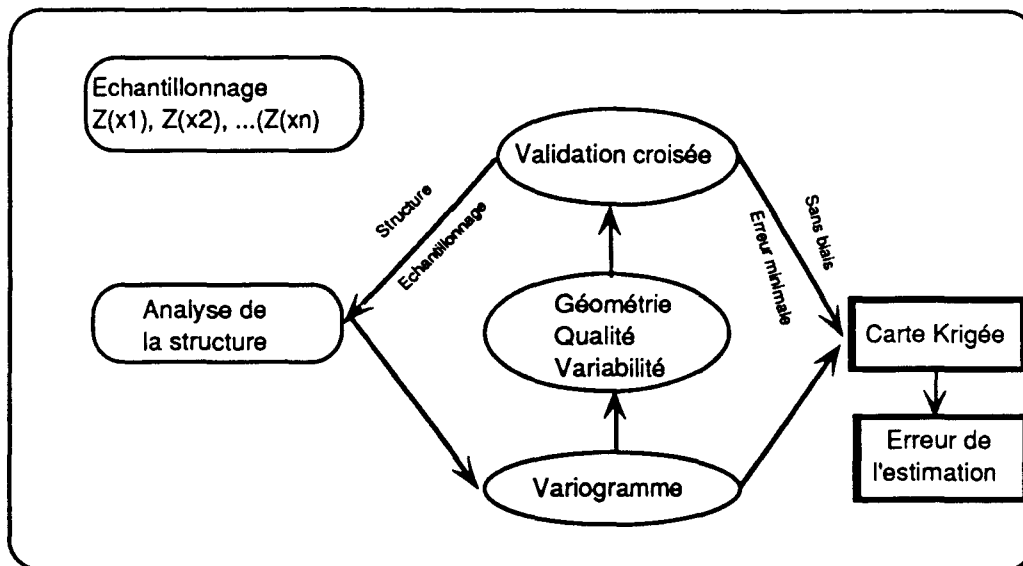 Echantillonnage
Z(x1), Z(x2), ...(Z(xn)
Validation croisée
Structure
Echantillonnage
Sans biais
Erreur minimale
Analyse de
la structure
Géométrie
Qualité
Variabilité
Carte Krigée
Erreur de
l'estimation
Variogramme